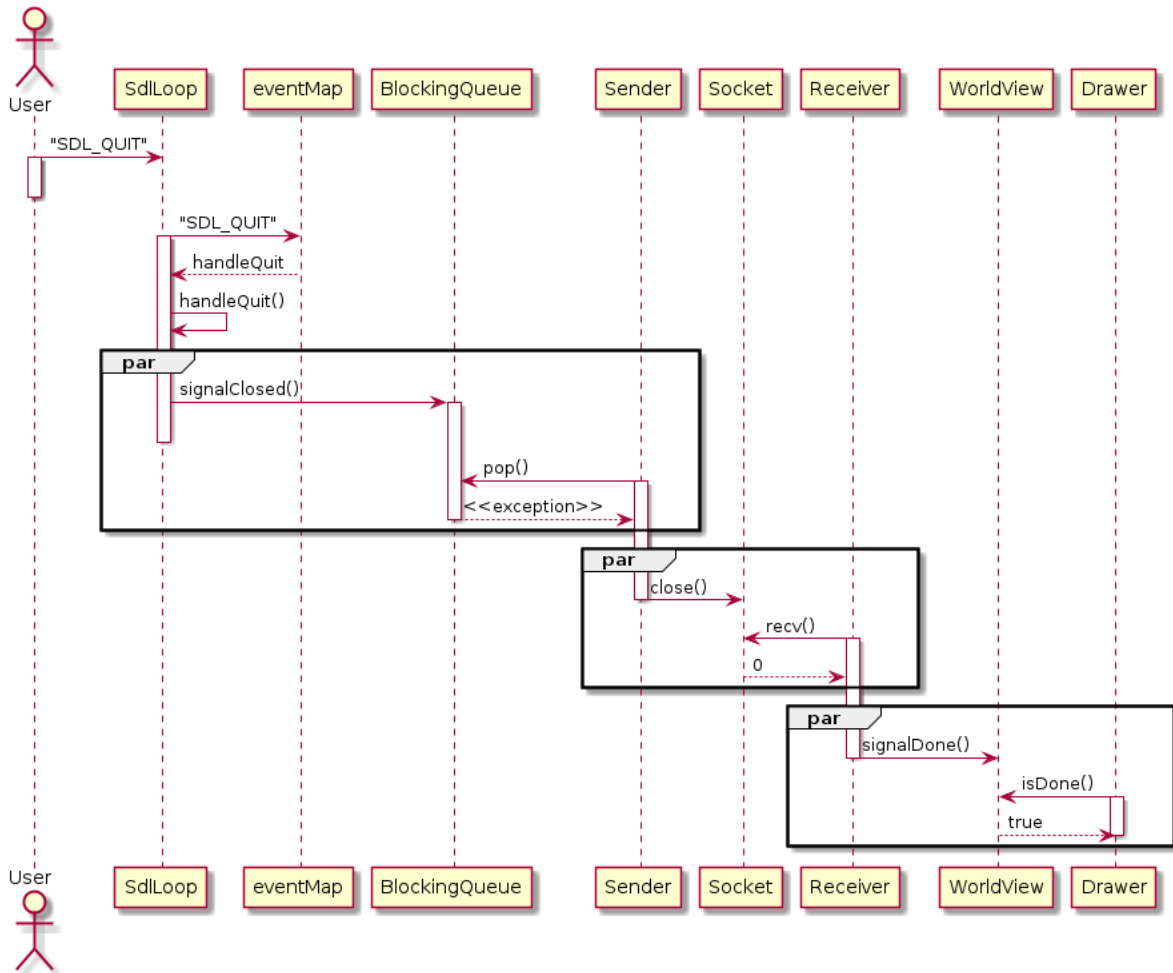 User
SdlLoop
eventMap
BlockingQueue
Sender
Socket
Receiver
WorldView
Drawer
"SDL_QUIT"
"SDL_QUIT"
handleQuit
handleQuit()
par
signalClosed()
pop()
<<exception>>
par
close()
recv()
0
par
signalDone()
isDone()
true
User
SdlLoop
eventMap
BlockingQueue
Sender
Socket
Receiver
WorldView
Drawer